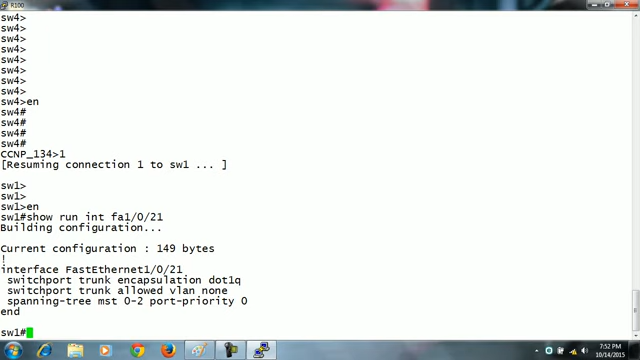 R100
sw4>
sw4>
sw4>
sw4>
sw4>
sw4>
sw4>
sw4>
sw4>en
sw4#
sw4#
sw4#
sw4#
CCNP_134>1
[Resuming connection 1 to sw1 ... ]
sw1>
sw1>
sw1>en
sw1#show run int fa1/0/21
Building configuration...
Current configuration : 149 bytes
!
interface FastEthernet1/0/21
switchport trunk encapsulation dot1q
switchport trunk allowed vlan none
spanning-tree mst 0-2 port-priority 0
end
sw1#
7:52 PM
10/14/2015